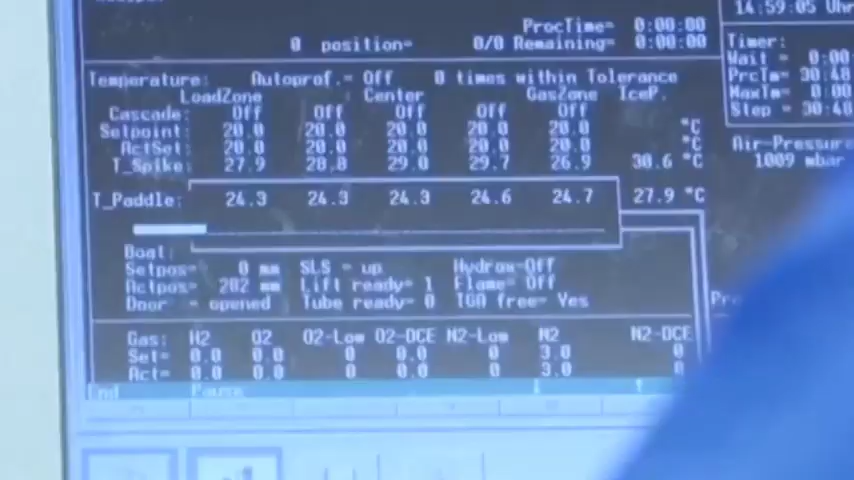 14:59:05 Uhr
ProcTime= 0:00:00
0 position= 0/0 Remaining= 0:00:00
Timer:
Wait = 0:00
PrcTm= 30:48
MaxTm= 0:00
Step = 30:48
Temperature: Autoprof.= Off 0 times within Tolerance
LoadZone Center GasZone IceP.
Cascade: Off Off Off Off Off
Setpoint: 20.0 20.0 20.0 20.0 20.0 °C
ActSet: 20.0 20.0 20.0 20.0 20.0 °C
T_Spike: 27.9 28.8 29.0 29.7 26.9 30.6 °C
Air-Pressure
1009 mbar
T_Paddle: 24.3 24.3 24.3 24.6 24.7 27.9 °C
Boat:
Setpos= 0 mm SLS = up Hydrox=Off
Actpos= 202 mm Lift ready= 1 Flame= Off
Door = opened Tube ready= 0 TGA free= Yes
Gas: H2 O2 O2-Low O2-DCE N2-Low N2 N2-DCE
Set= 0.0 0.0 0 0.0 0 3.0 0
Act= 0.0 0.0 0 0.0 0 3.0 0
End Pause